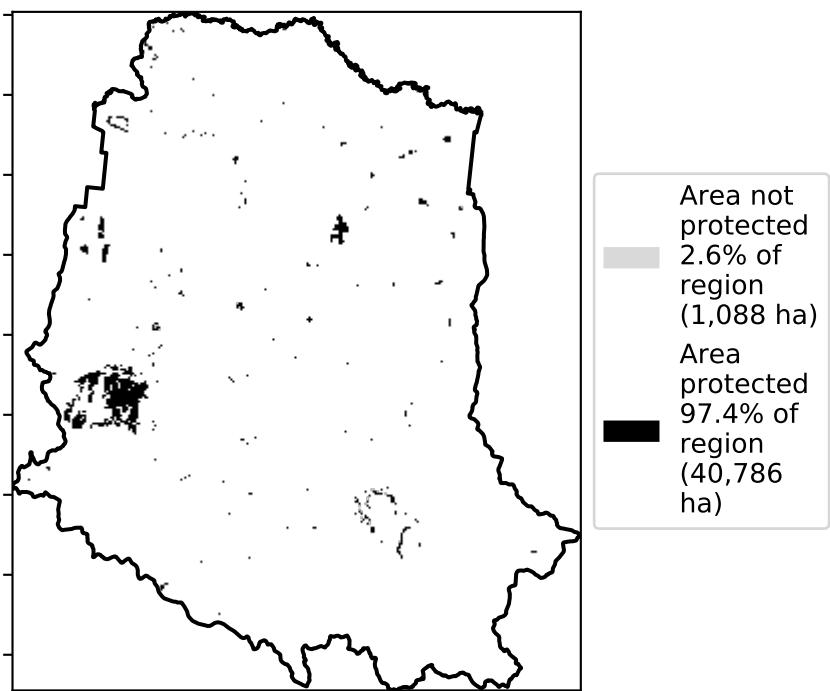 Area not
protected
2.6% of
region
(1,088 ha)
Area
protected
97.4% of
region
(40,786
ha)